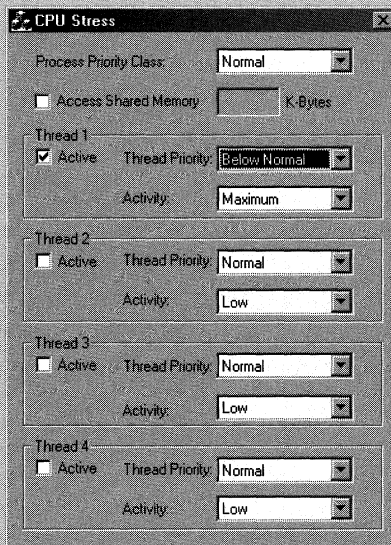 CPU Stress
Process Priority Class: Normal
Access Shared Memory K-Bytes
Thread 1
Active Thread Priority: Below Normal
Activity: Maximum
Thread 2
Active Thread Priority: Normal
Activity: Low
Thread 3
Active Thread Priority: Normal
Activity: Low
Thread 4
Active Thread Priority: Normal
Activity: Low